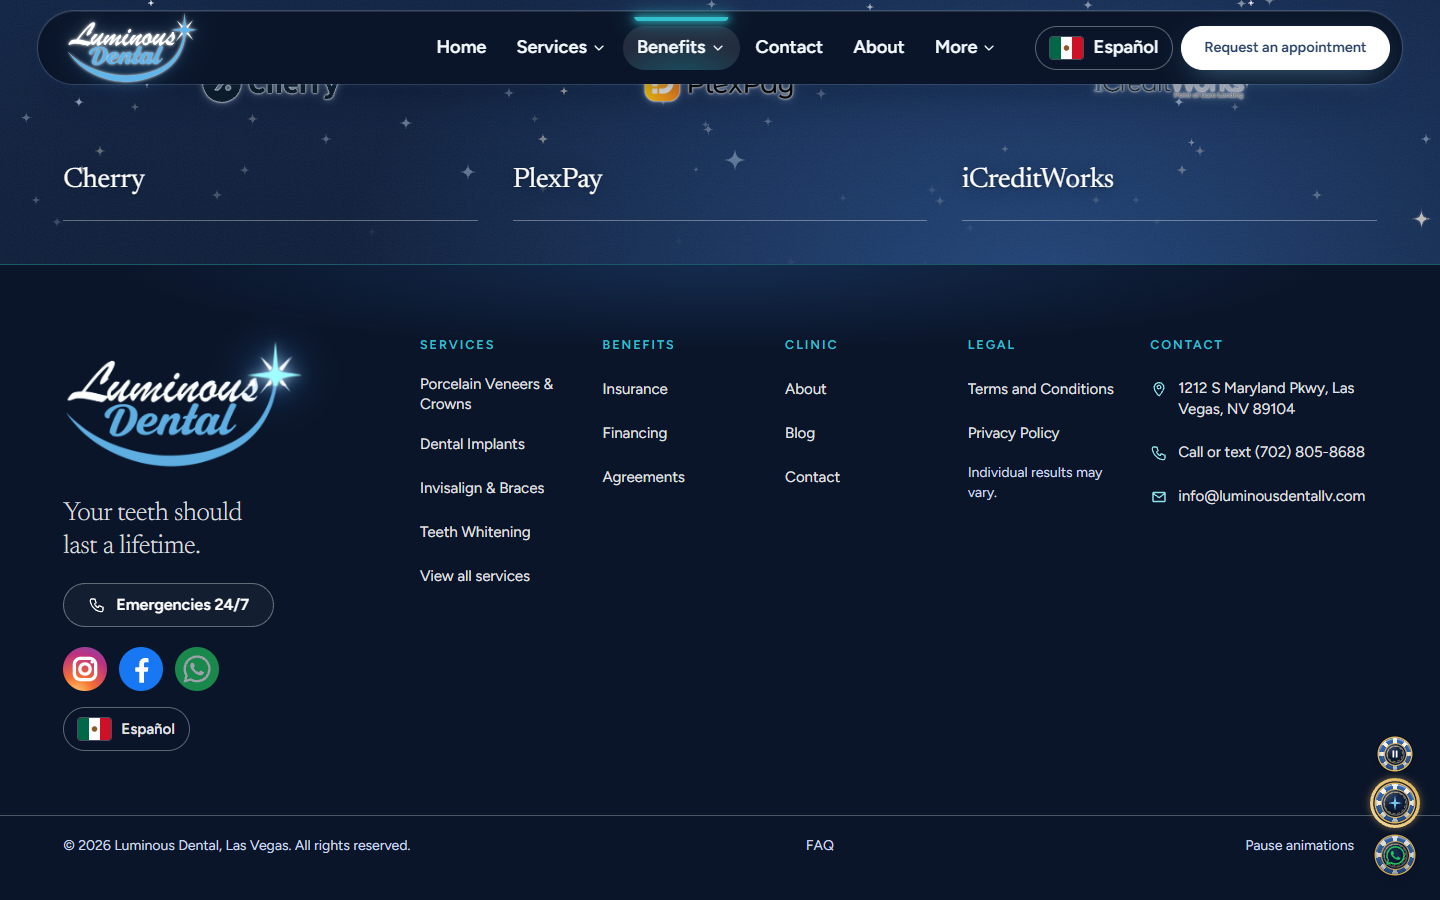 Luminous
Dental
Home
Services
Benefits
Contact
About
More
Español
Request an appointment
Cherry
PlexPay
iCreditWorks
Cherry
PlexPay
iCreditWorks
Luminous
Dental
Your teeth should
last a lifetime.
Emergencies 24/7
Español
SERVICES
Porcelain Veneers &
Crowns
Dental Implants
Invisalign & Braces
Teeth Whitening
View all services
BENEFITS
Insurance
Financing
Agreements
CLINIC
About
Blog
Contact
LEGAL
Terms and Conditions
Privacy Policy
Individual results may
vary.
CONTACT
1212 S Maryland Pkwy, Las
Vegas, NV 89104
Call or text (702) 805-8688
info@luminousdentallv.com
© 2026 Luminous Dental, Las Vegas. All rights reserved.
FAQ
Pause animations